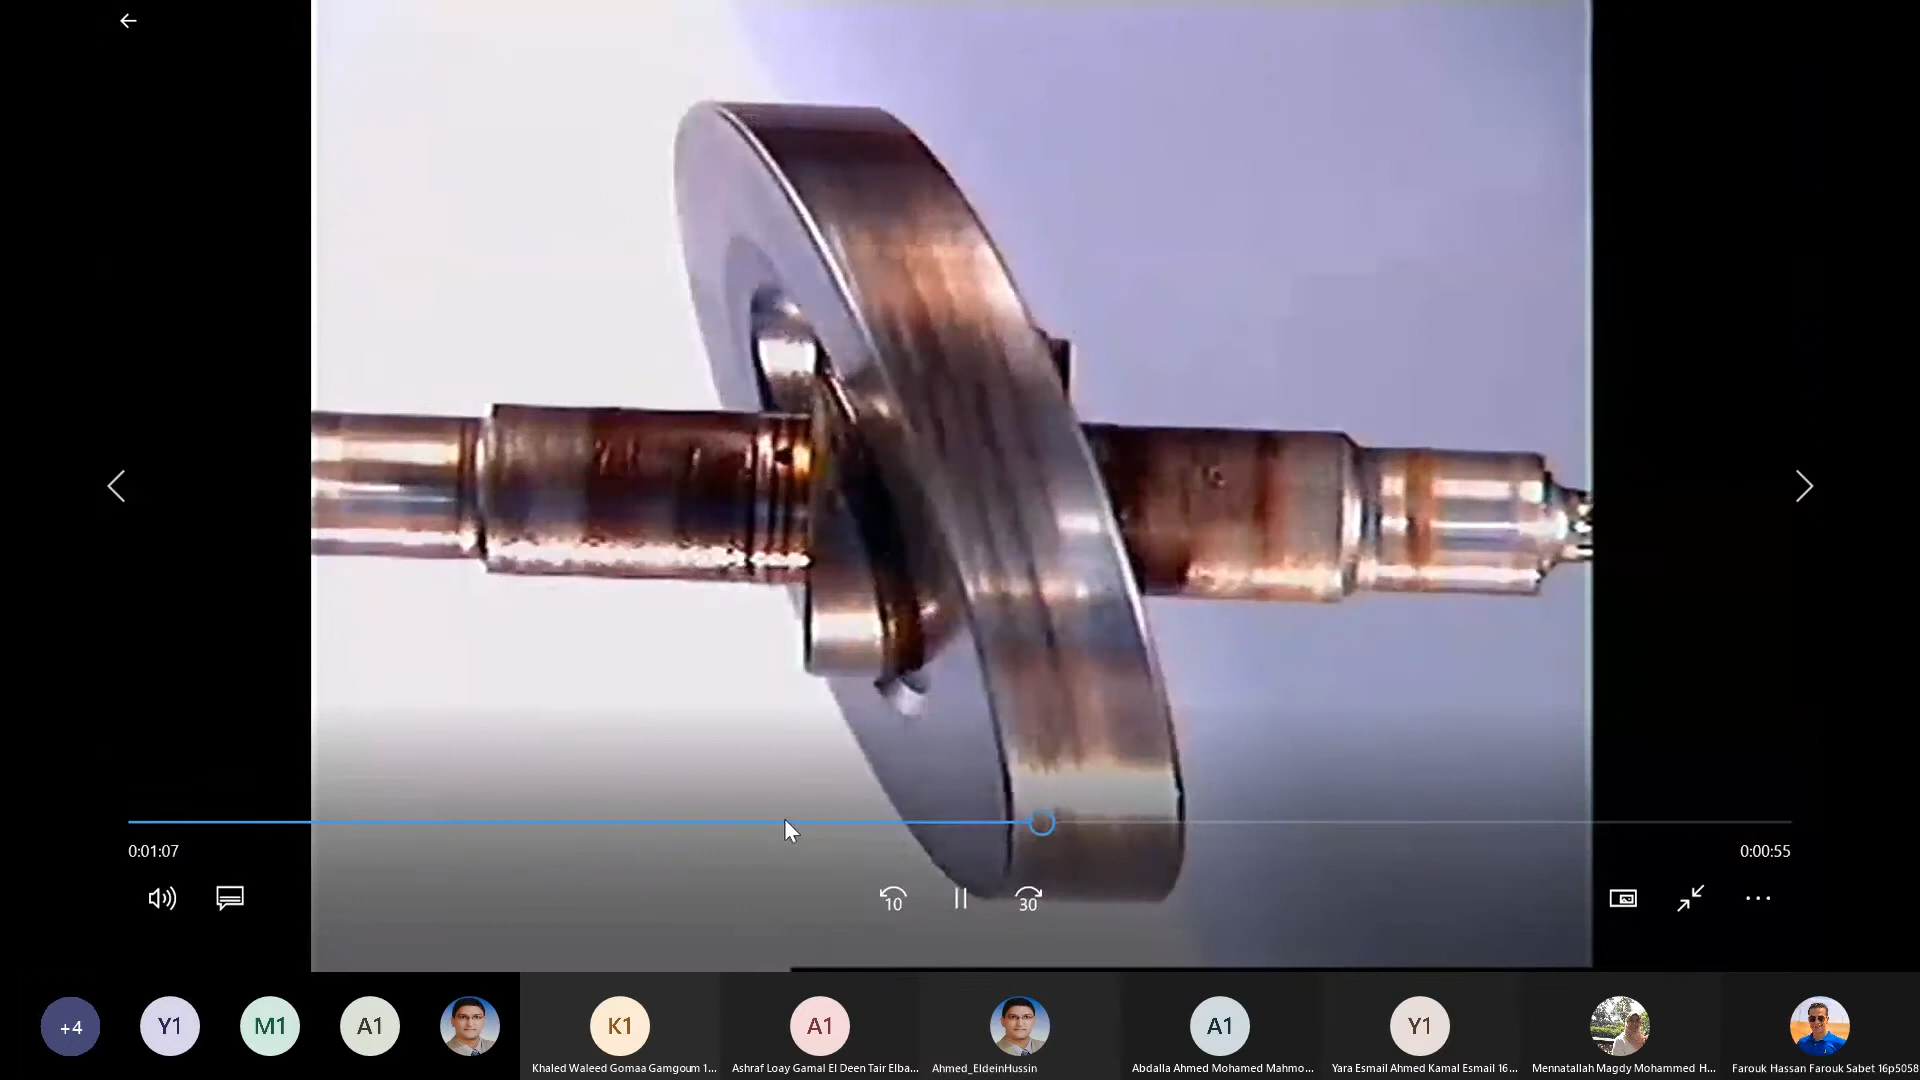 0:01:07
0:00:55
10
30
+4
Y1
M1
A1
K1
A1
A1
Y1
Khaled Waleed Gomaa Gamgoum 1...
Ashraf Loay Gamal El Deen Tair Elba...
Ahmed_EldeinHussin
Abdalla Ahmed Mohamed Mahmo...
Yara Esmail Ahmed Kamal Esmail 16...
Mennatallah Magdy Mohammed H...
Farouk Hassan Farouk Sabet 16p5058